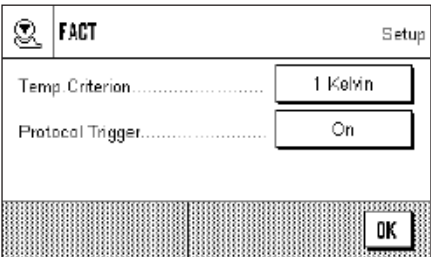 FACT
Setup
Temp.Criterion........................ 1 Kelvin
Protocol Trigger....................... On
OK